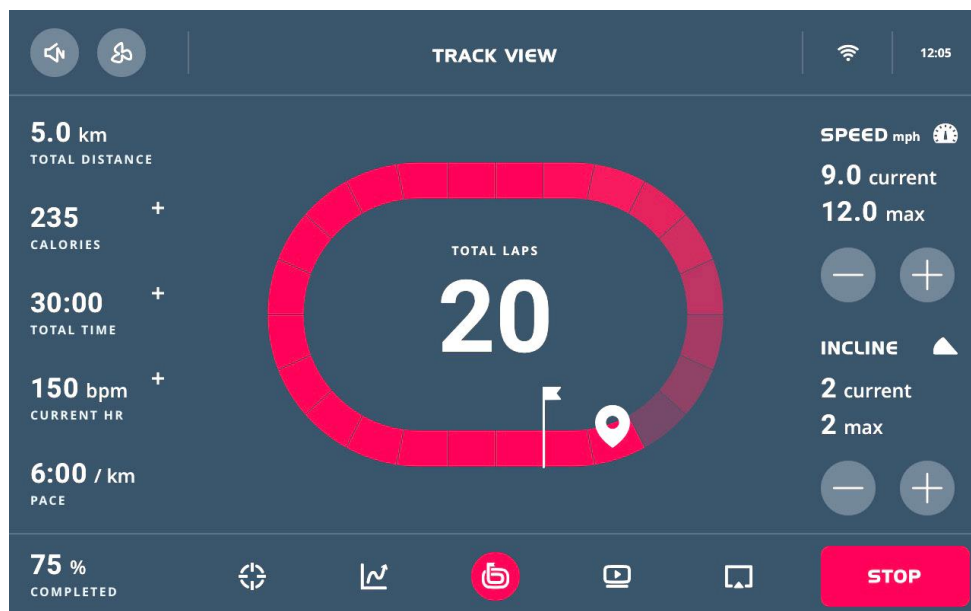 TRACK VIEW
12:05
5.0 km
TOTAL DISTANCE
235 +
CALORIES
30:00 +
TOTAL TIME
150 bpm +
CURRENT HR
6:00 / km
PACE
75 %
COMPLETED
TOTAL LAPS
20
SPEED mph
9.0 current
12.0 max
INCLINE
2 current
2 max
STOP